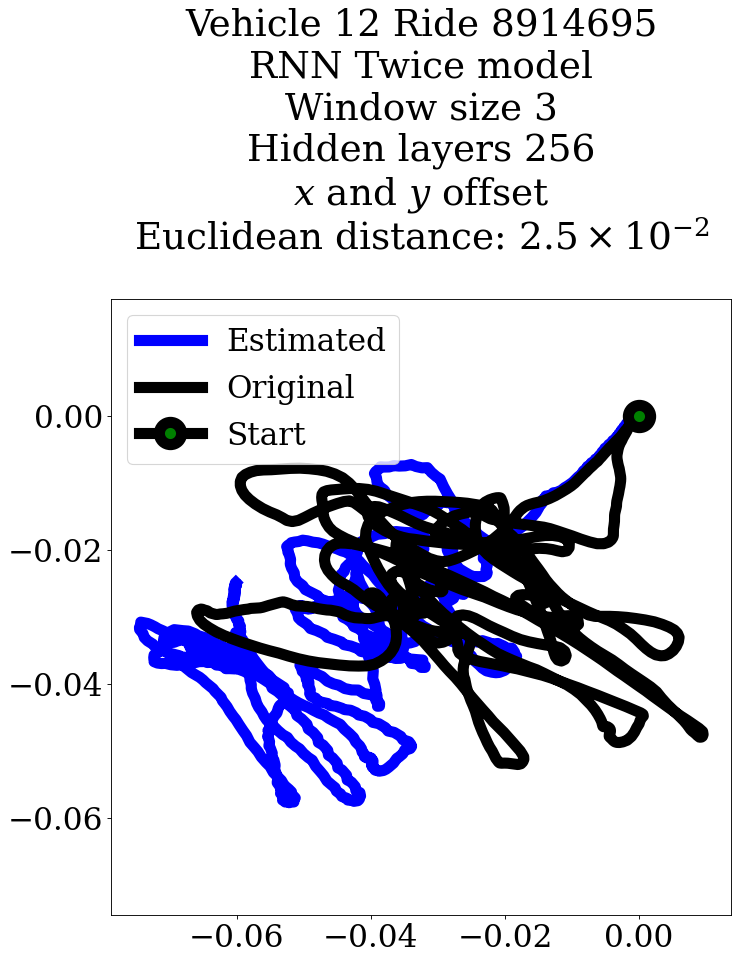 Vehicle 12 Ride 8914695
RNN Twice model
Window size 3
Hidden layers 256
x and y offset
Euclidean distance: 2.5 × 10⁻²
Estimated
Original
Start
0.00
−0.02
−0.04
−0.06
−0.06 −0.04 −0.02 0.00